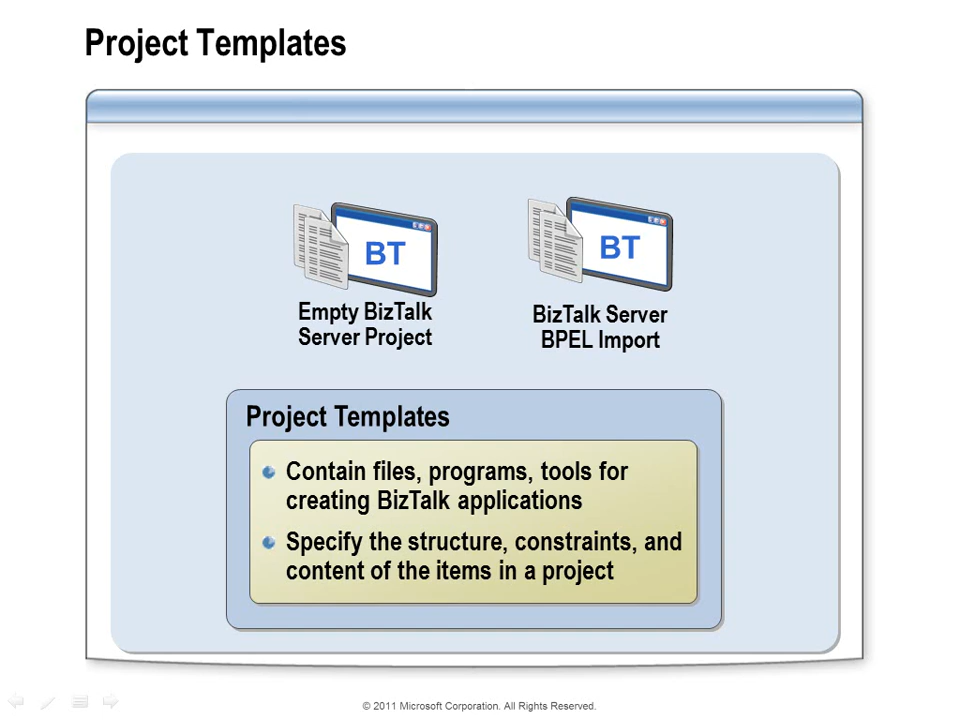 Project Templates
BT
BT
Empty BizTalk
Server Project
BizTalk Server
BPEL Import
Project Templates
Contain files, programs, tools for
creating BizTalk applications
Specify the structure, constraints, and
content of the items in a project
© 2011 Microsoft Corporation. All Rights Reserved.